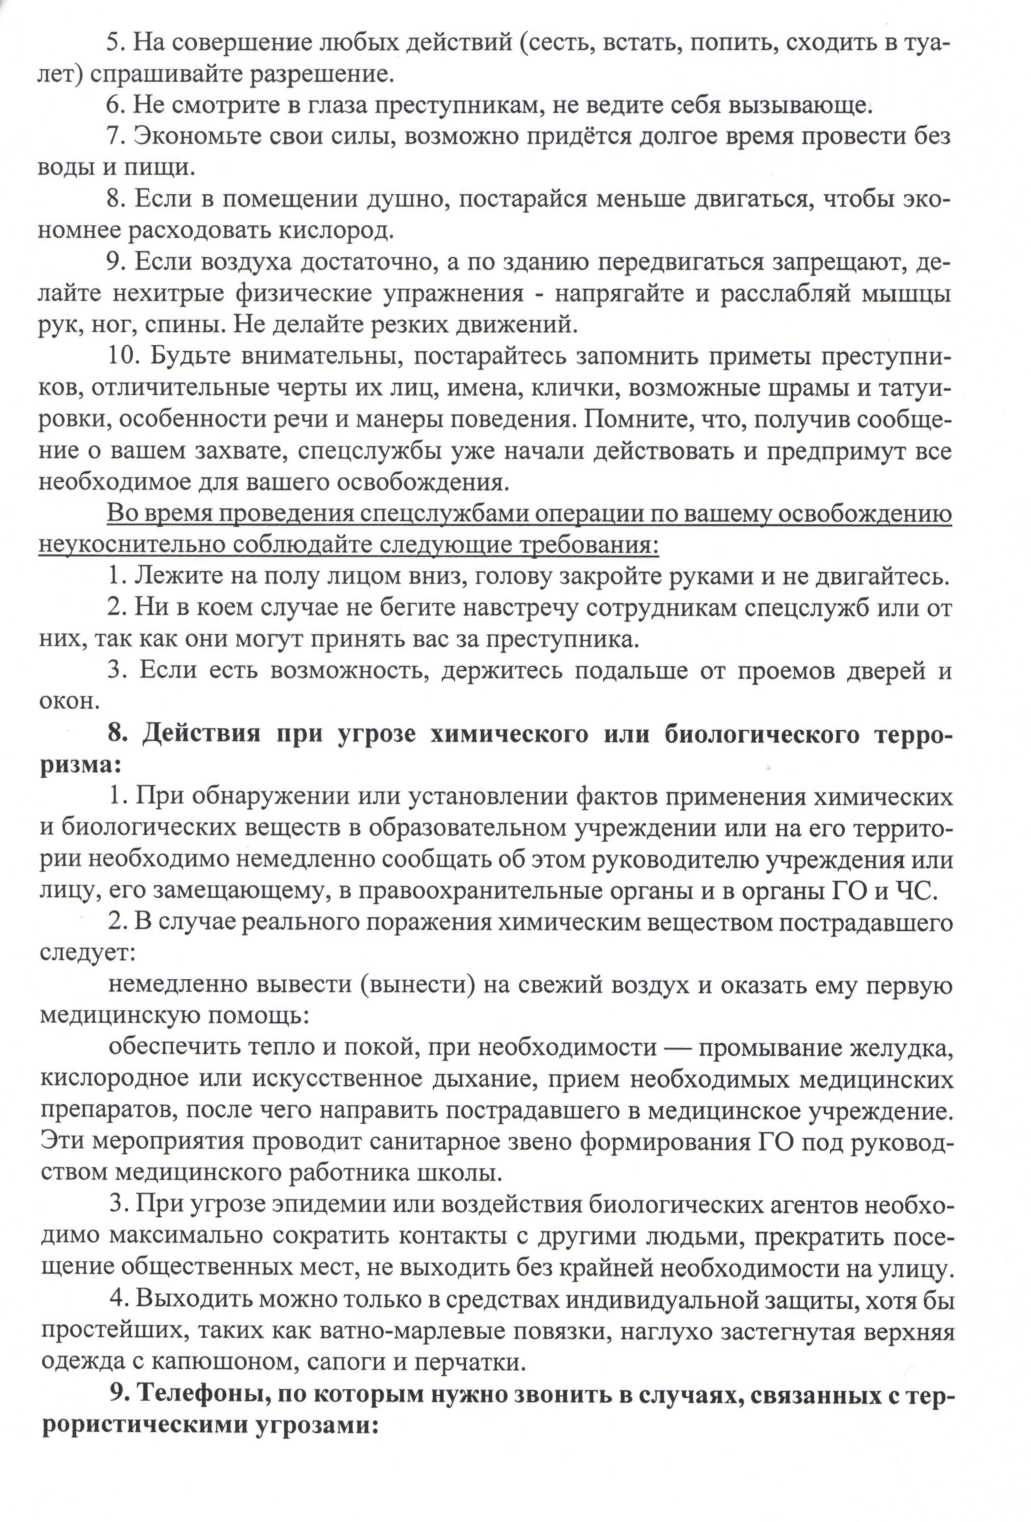 5. На совершение любых действий (сесть, встать, попить, сходить в туа-
лет) спрашивайте разрешение.
6. Не смотрите в глаза преступникам, не ведите себя вызывающе.
7. Экономьте свои силы, возможно придётся долгое время провести без
воды и пищи.
8. Если в помещении душно, постарайся меньше двигаться, чтобы эко-
номнее расходовать кислород.
9. Если воздуха достаточно, а по зданию передвигаться запрещают, де-
лайте нехитрые физические упражнения - напрягайте и расслабляй мышцы
рук, ног, спины. Не делайте резких движений.
10. Будьте внимательны, постарайтесь запомнить приметы преступни-
ков, отличительные черты их лиц, имена, клички, возможные шрамы и татуи-
ровки, особенности речи и манеры поведения. Помните, что, получив сообще-
ние о вашем захвате, спецслужбы уже начали действовать и предпримут все
необходимое для вашего освобождения.
Во время проведения спецслужбами операции по вашему освобождению
неукоснительно соблюдайте следующие требования:
1. Лежите на полу лицом вниз, голову закройте руками и не двигайтесь.
2. Ни в коем случае не бегите навстречу сотрудникам спецслужб или от
них, так как они могут принять вас за преступника.
3. Если есть возможность, держитесь подальше от проемов дверей и
окон.
8. Действия при угрозе химического или биологического терро-
ризма:
1. При обнаружении или установлении фактов применения химических
и биологических веществ в образовательном учреждении или на его террито-
рии необходимо немедленно сообщать об этом руководителю учреждения или
лицу, его замещающему, в правоохранительные органы и в органы ГО и ЧС.
2. В случае реального поражения химическим веществом пострадавшего
следует:
немедленно вывести (вынести) на свежий воздух и оказать ему первую
медицинскую помощь:
обеспечить тепло и покой, при необходимости — промывание желудка,
кислородное или искусственное дыхание, прием необходимых медицинских
препаратов, после чего направить пострадавшего в медицинское учреждение.
Эти мероприятия проводит санитарное звено формирования ГО под руковод-
ством медицинского работника школы.
3. При угрозе эпидемии или воздействия биологических агентов необхо-
димо максимально сократить контакты с другими людьми, прекратить посе-
щение общественных мест, не выходить без крайней необходимости на улицу.
4. Выходить можно только в средствах индивидуальной защиты, хотя бы
простейших, таких как ватно-марлевые повязки, наглухо застегнутая верхняя
одежда с капюшоном, сапоги и перчатки.
9. Телефоны, по которым нужно звонить в случаях, связанных с тер-
рористическими угрозами: